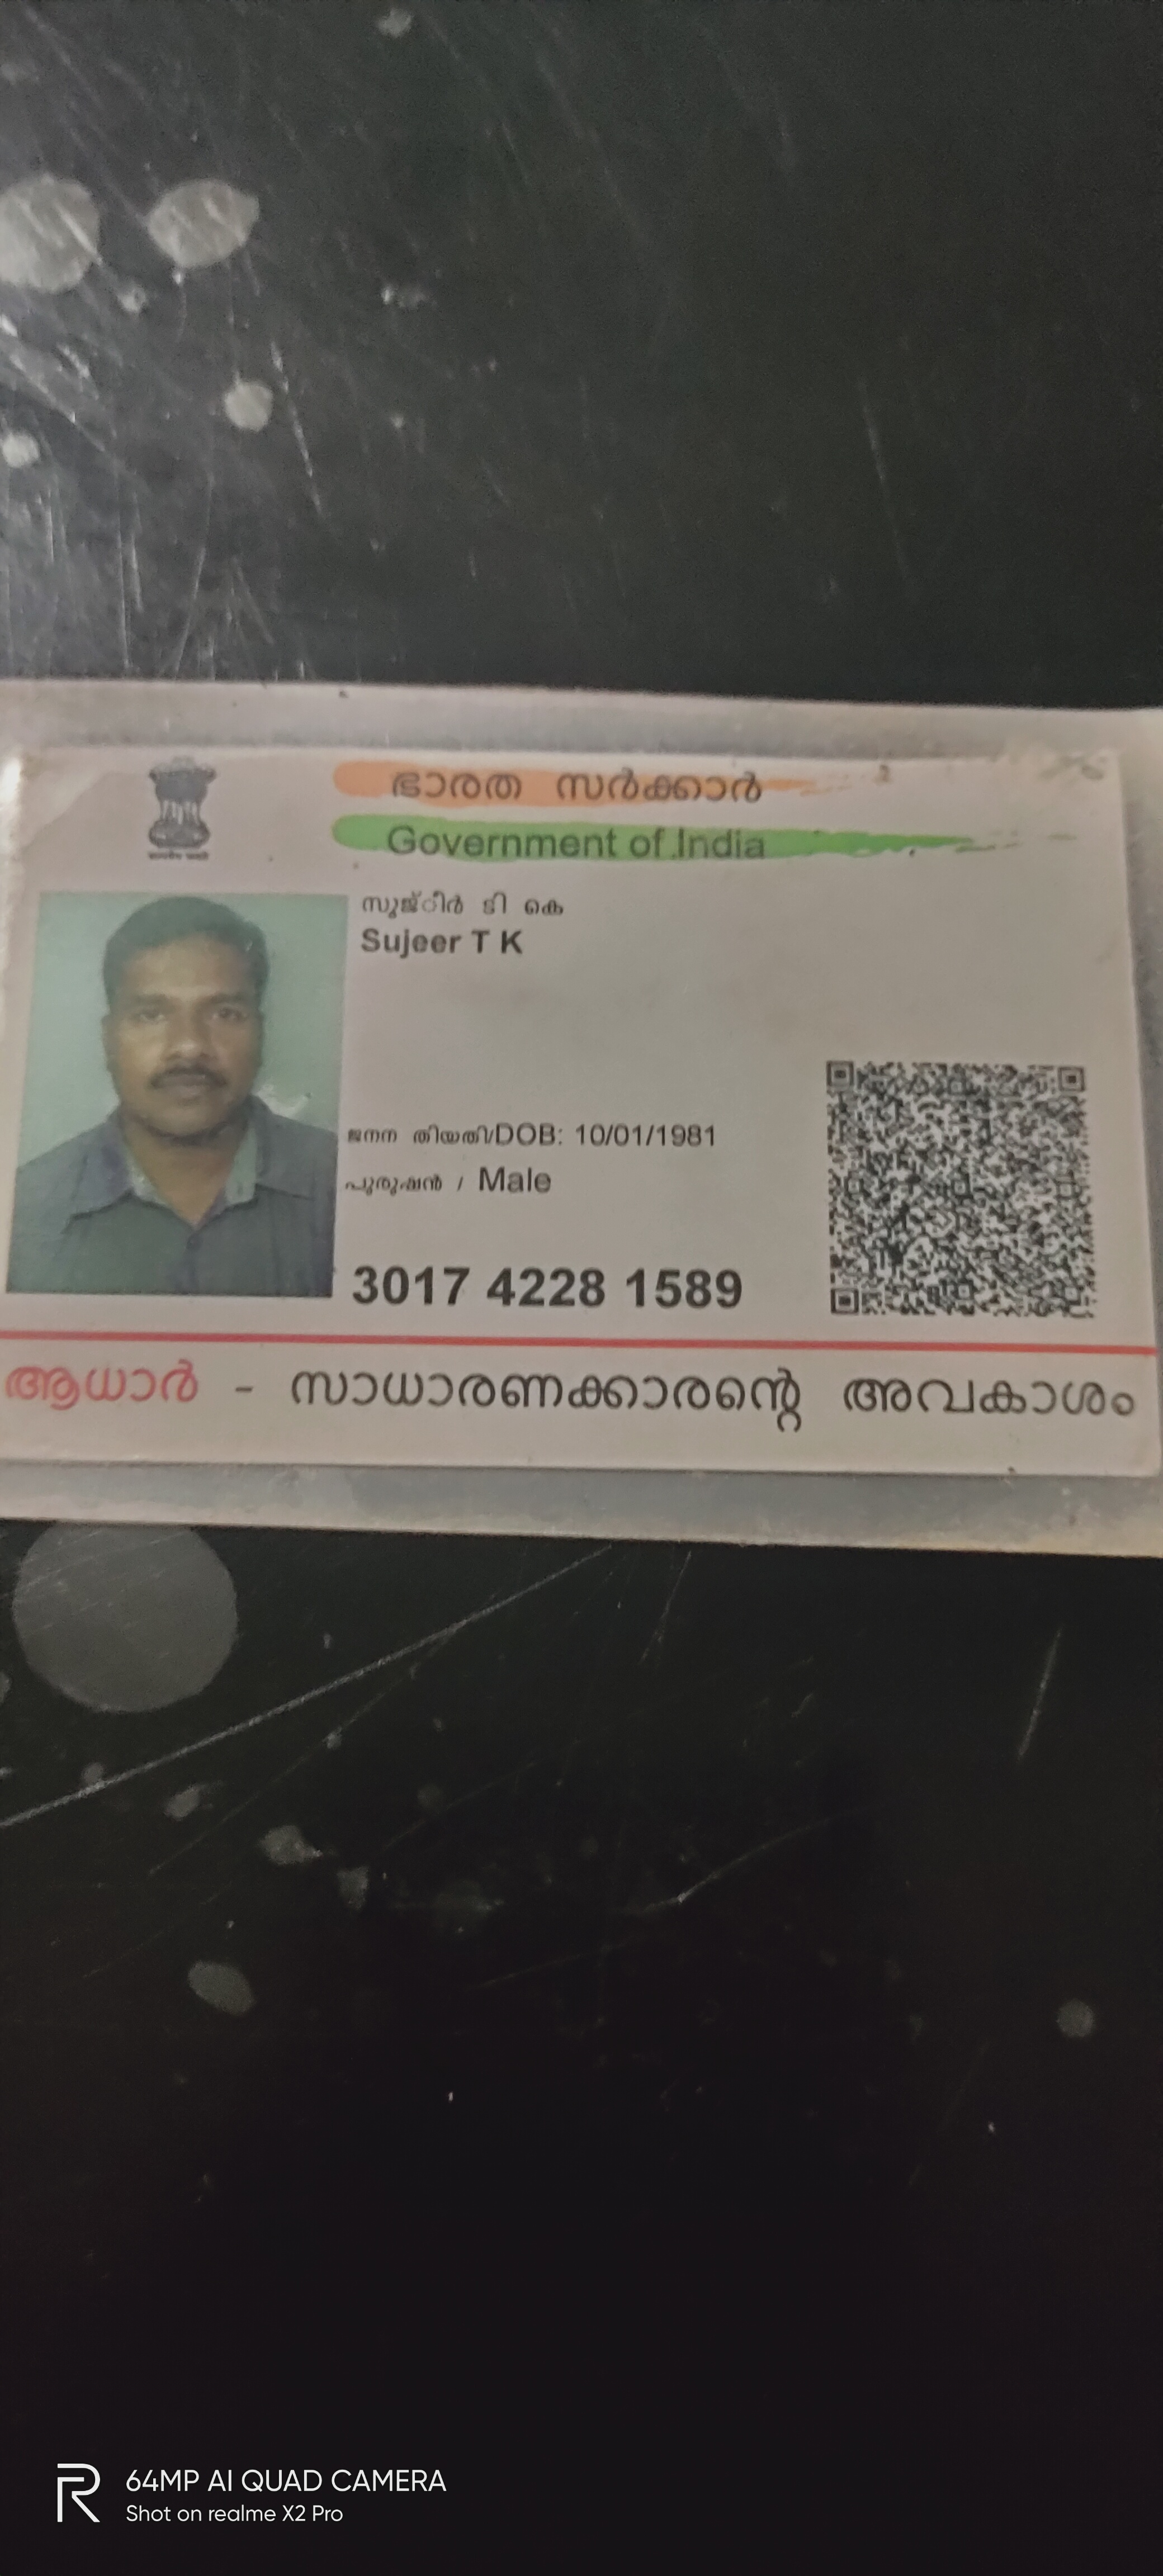 ഭാരത സർക്കാർ
Government of India
സുജീർ ടി കെ
Sujeer T K
ജനന തിയതി/DOB: 10/01/1981
പുരുഷൻ / Male
3017 4228 1589
ആധാർ - സാധാരണക്കാരന്റെ അവകാശം
R
64MP AI QUAD CAMERA
Shot on realme X2 Pro